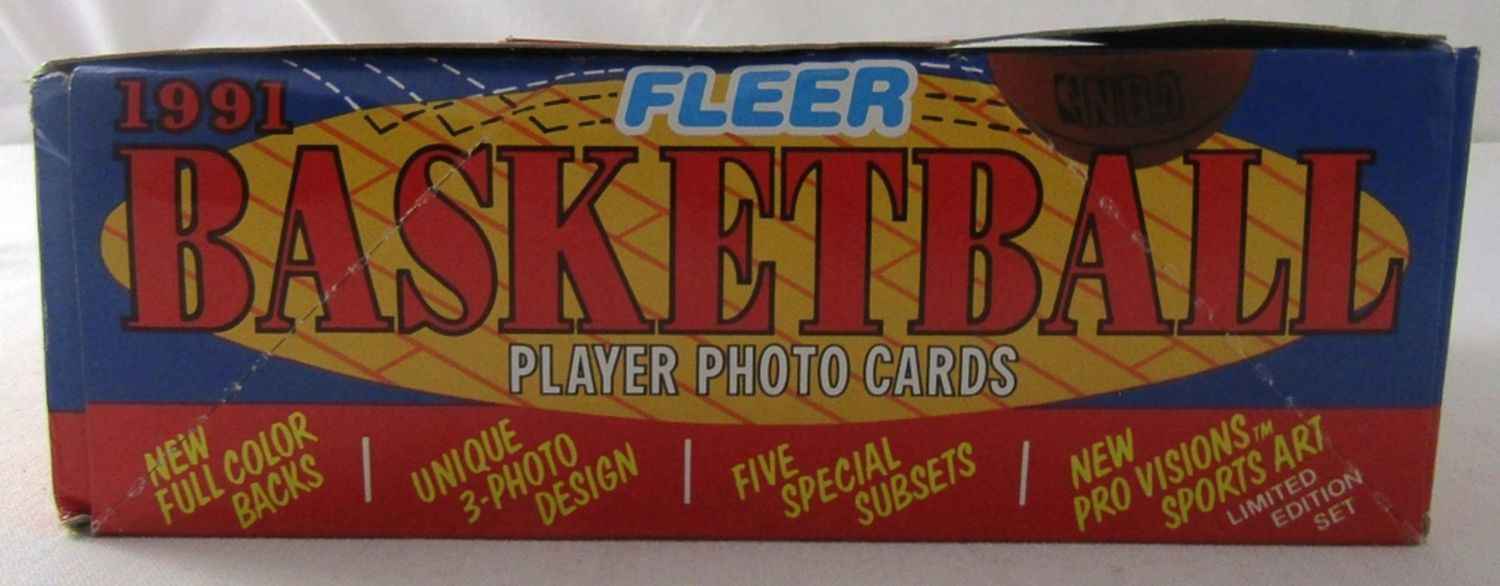 1991
FLEER
NBA
BASKETBALL
PLAYER PHOTO CARDS
NEW
FULL COLOR
BACKS
UNIQUE
3-PHOTO
DESIGN
FIVE
SPECIAL
SUBSETS
NEW
PRO VISIONS™
SPORTS ART
LIMITED
EDITION
SET